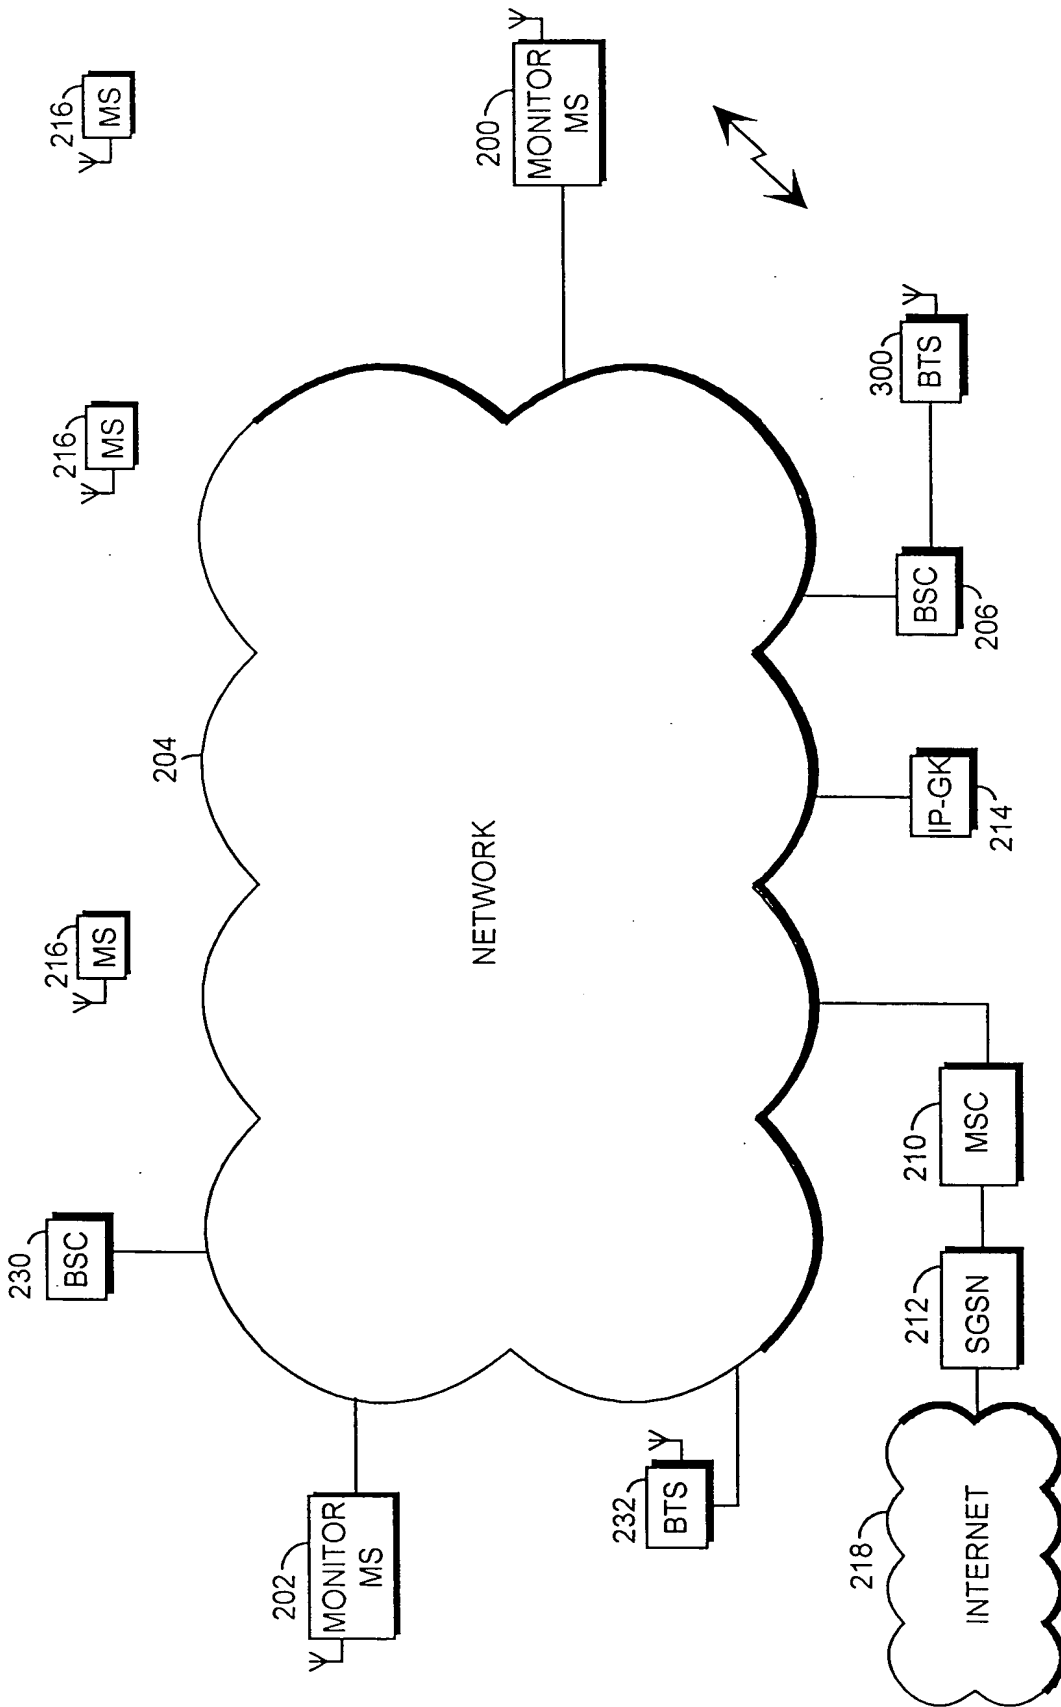 230
BSC
216
MS
216
MS
216
MS
204
202
MONITOR
MS
NETWORK
200
MONITOR
MS
232
BTS
218
INTERNET
212
SGSN
210
MSC
IP-GK
214
BSC
206
300
BTS